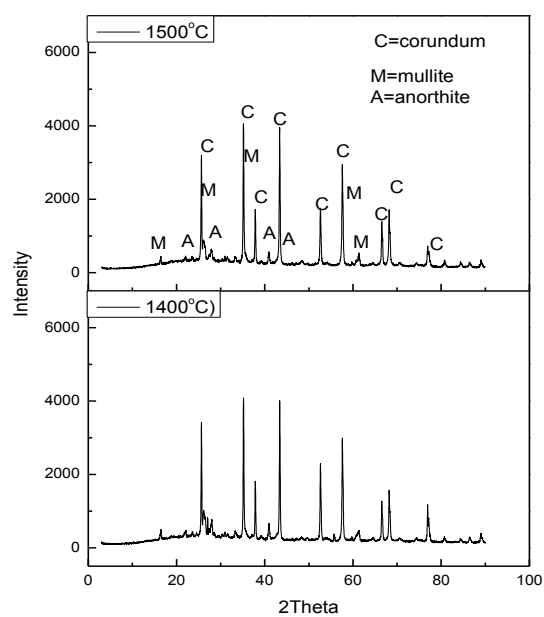 1500°C
C=corundum
M=mullite
A=anorthite
6000
4000
2000
0
C
C
C
M
C
M
C
M
C
C
M
C
C
M
A
A
A
A
M
C
Intensity
1400°C)
6000
4000
2000
0
0
20
40
60
80
100
2Theta